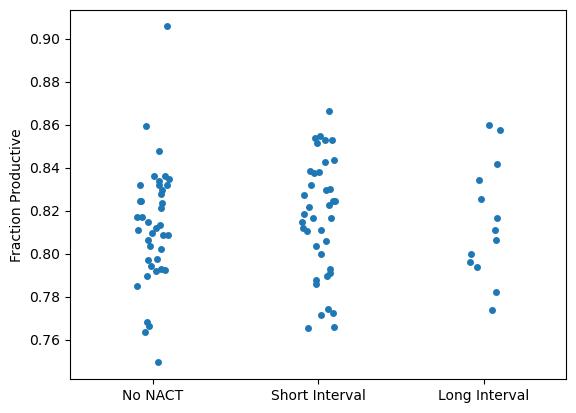 Fraction Productive
0.90
0.88
0.86
0.84
0.82
0.80
0.78
0.76
No NACT
Short Interval
Long Interval